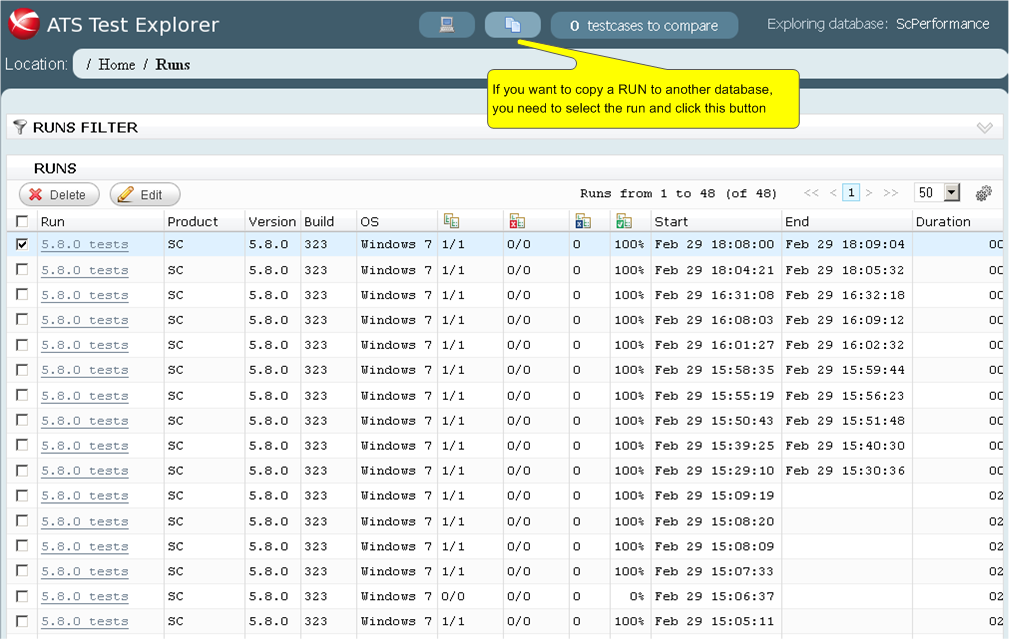 ATS Test Explorer
0 testcases to compare
Exploring database: ScPerformance
Location: / Home / Runs
If you want to copy a RUN to another database,
you need to select the run and click this button
RUNS FILTER
RUNS
Delete Edit Runs from 1 to 48 (of 48) << < 1 > >> 50
Run Product Version Build OS Start End Duration
5.8.0 tests SC 5.8.0 323 Windows 7 1/1 0/0 0 100% Feb 29 18:08:00 Feb 29 18:09:04 00
5.8.0 tests SC 5.8.0 323 Windows 7 1/1 0/0 0 100% Feb 29 18:04:21 Feb 29 18:05:32 00
5.8.0 tests SC 5.8.0 323 Windows 7 1/1 0/0 0 100% Feb 29 16:31:08 Feb 29 16:32:18 00
5.8.0 tests SC 5.8.0 323 Windows 7 1/1 0/0 0 100% Feb 29 16:08:03 Feb 29 16:09:12 00
5.8.0 tests SC 5.8.0 323 Windows 7 1/1 0/0 0 100% Feb 29 16:01:27 Feb 29 16:02:32 00
5.8.0 tests SC 5.8.0 323 Windows 7 1/1 0/0 0 100% Feb 29 15:58:35 Feb 29 15:59:44 00
5.8.0 tests SC 5.8.0 323 Windows 7 1/1 0/0 0 100% Feb 29 15:55:19 Feb 29 15:56:23 00
5.8.0 tests SC 5.8.0 323 Windows 7 1/1 0/0 0 100% Feb 29 15:50:43 Feb 29 15:51:48 00
5.8.0 tests SC 5.8.0 323 Windows 7 1/1 0/0 0 100% Feb 29 15:39:25 Feb 29 15:40:30 00
5.8.0 tests SC 5.8.0 323 Windows 7 1/1 0/0 0 100% Feb 29 15:29:10 Feb 29 15:30:36 00
5.8.0 tests SC 5.8.0 323 Windows 7 1/1 0/0 0 100% Feb 29 15:09:19 02
5.8.0 tests SC 5.8.0 323 Windows 7 1/1 0/0 0 100% Feb 29 15:08:20 02
5.8.0 tests SC 5.8.0 323 Windows 7 1/1 0/0 0 100% Feb 29 15:08:09 02
5.8.0 tests SC 5.8.0 323 Windows 7 1/1 0/0 0 100% Feb 29 15:07:33 02
5.8.0 tests SC 5.8.0 323 Windows 7 0/0 0/0 0 0% Feb 29 15:06:37 02
5.8.0 tests SC 5.8.0 323 Windows 7 1/1 0/0 0 100% Feb 29 15:05:11 02